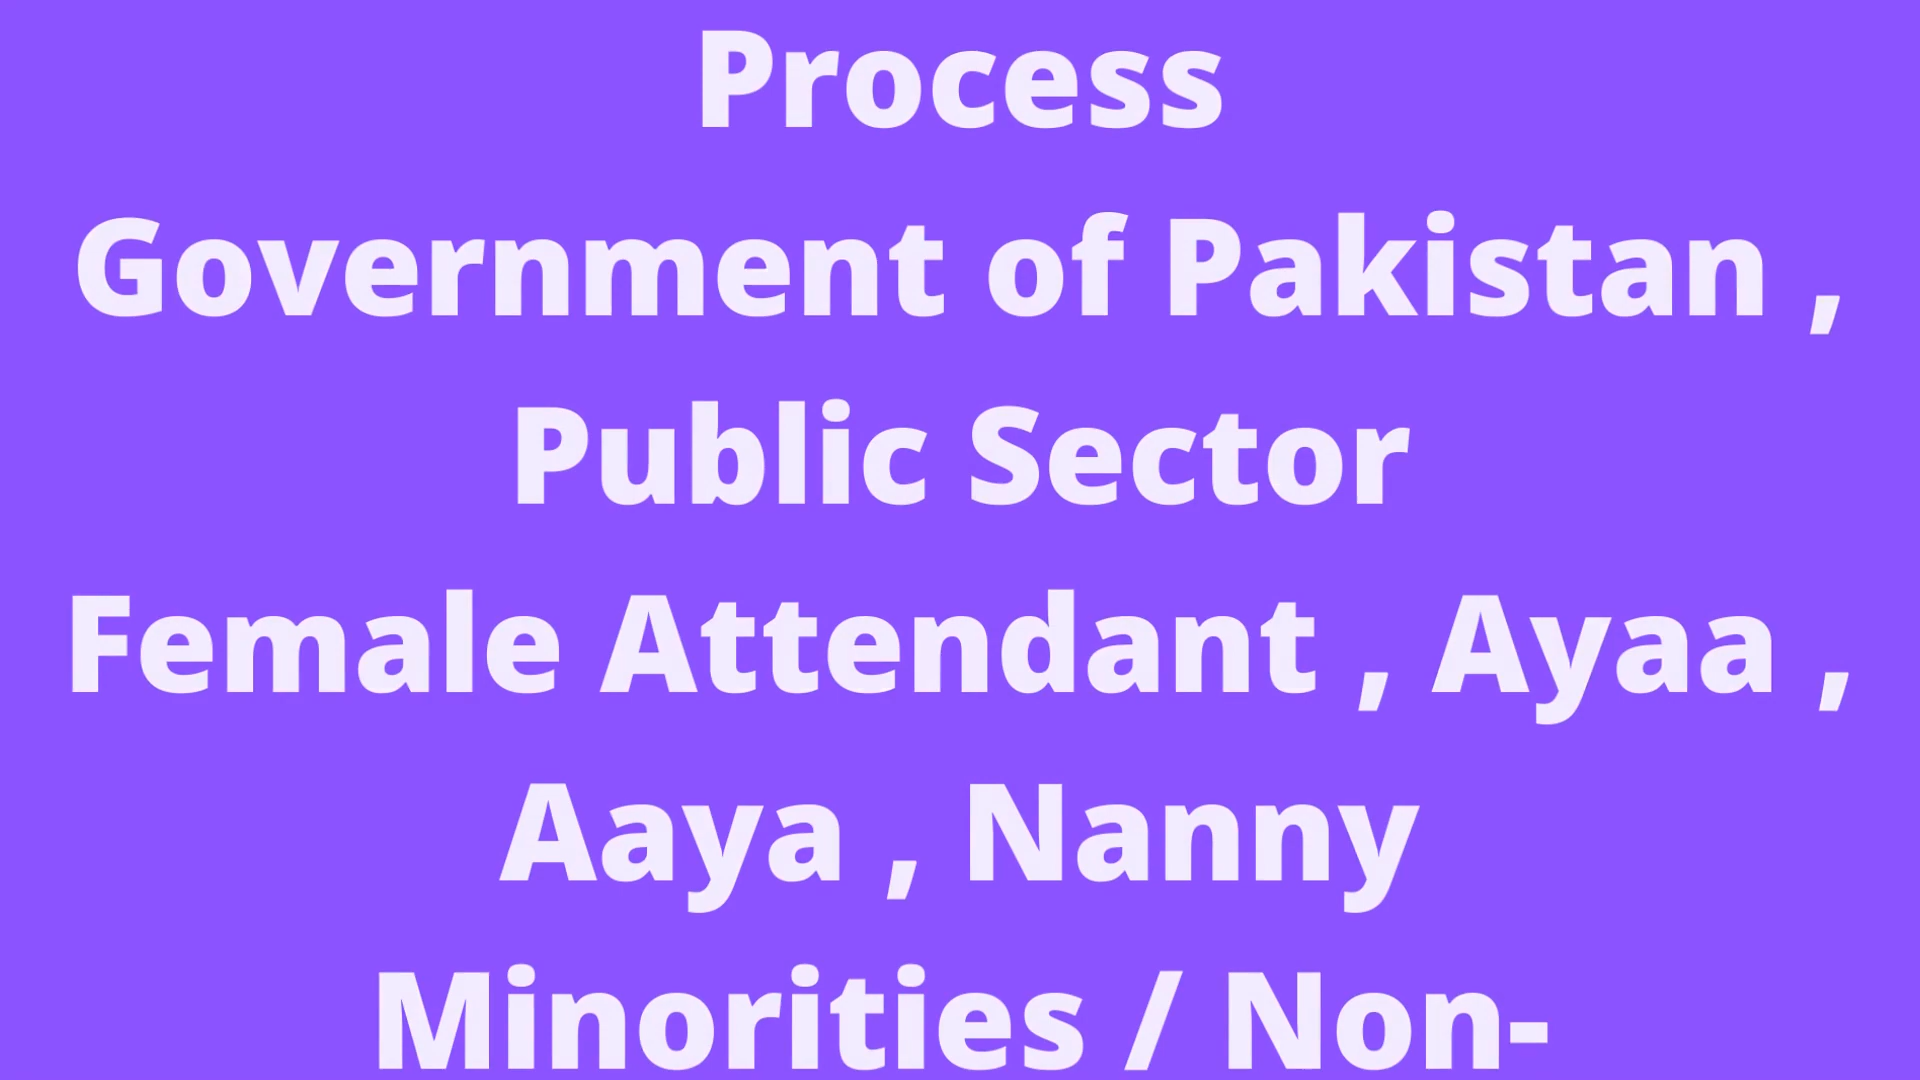 Process
Government of Pakistan ,
Public Sector
Female Attendant , Ayaa ,
Aaya , Nanny
Minorities / Non-